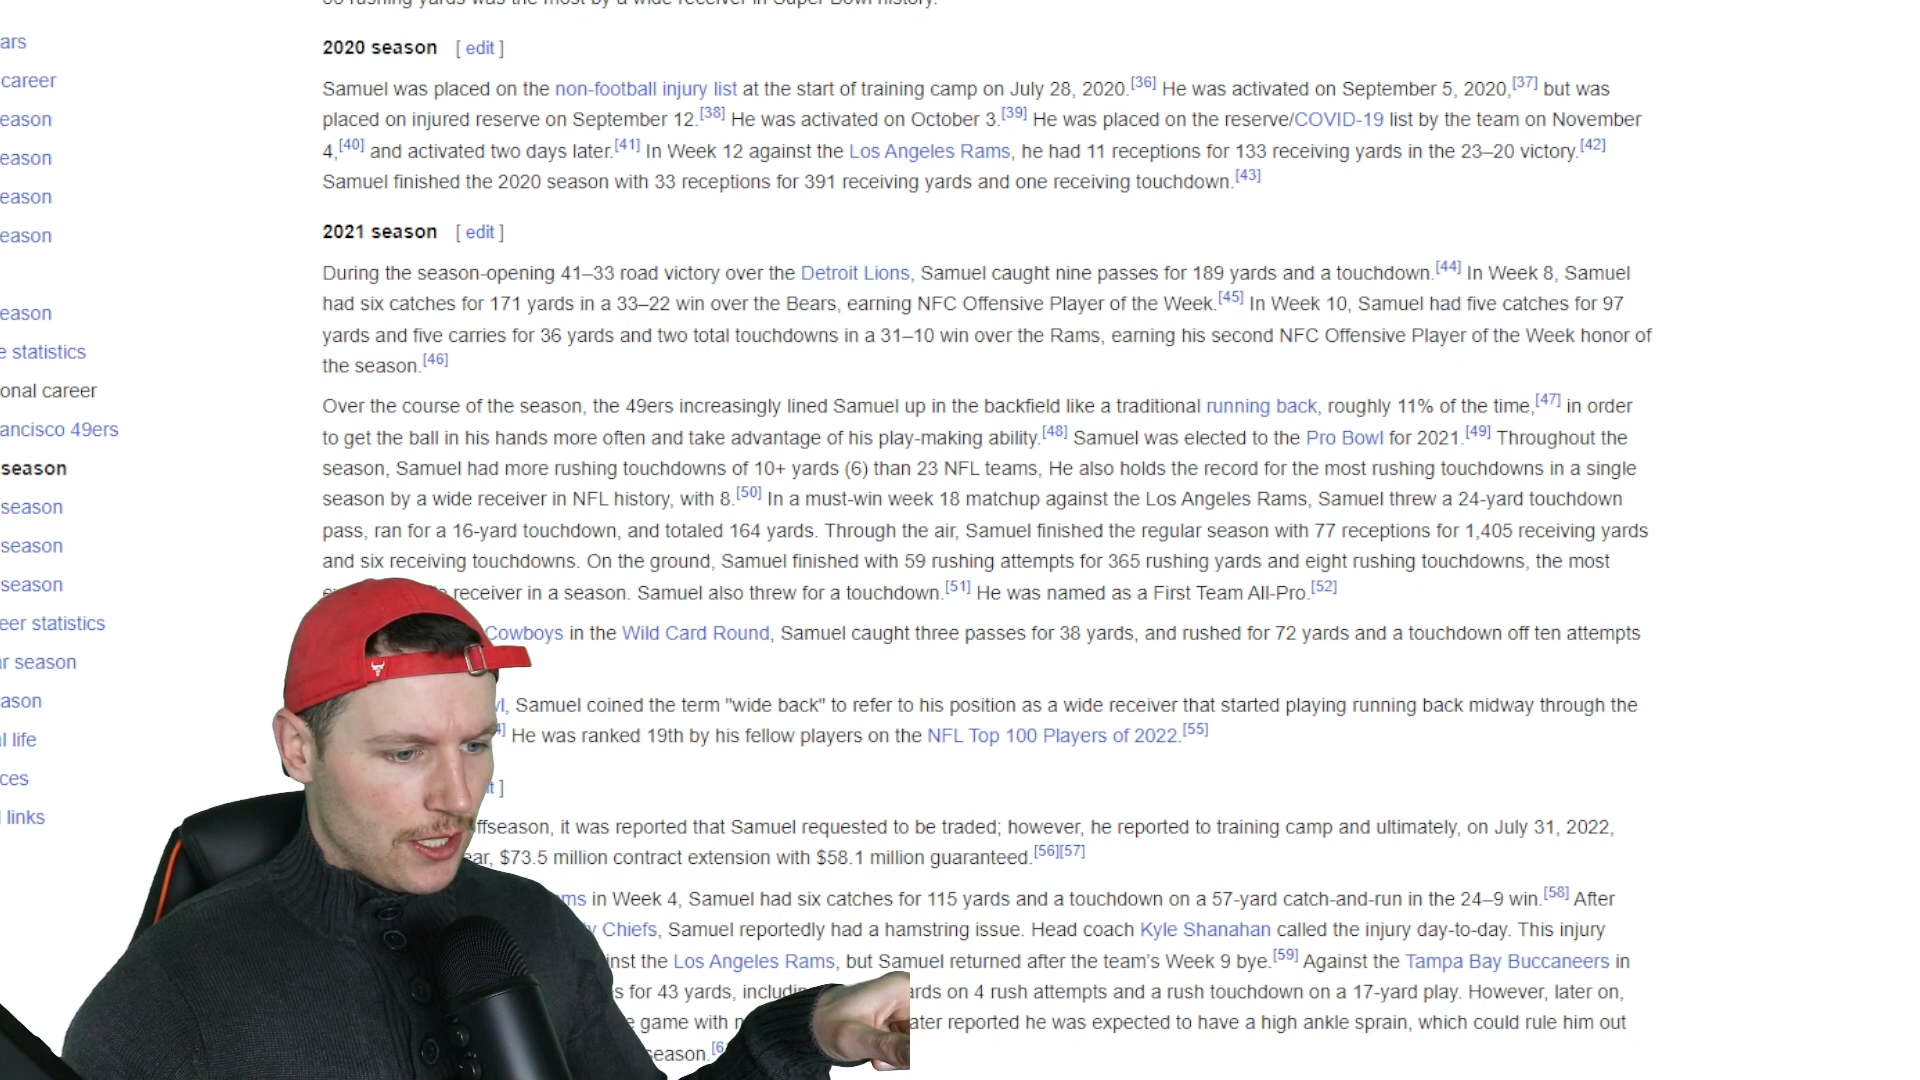 2020 season [ edit ]
ars
career
Samuel was placed on the non-football injury list at the start of training camp on July 28, 2020.[36] He was activated on September 5, 2020,[37] but was
eason
placed on injured reserve on September 12.[38] He was activated on October 3.[39] He was placed on the reserve/COVID-19 list by the team on November
eason
4,[40] and activated two days later.[41] In Week 12 against the Los Angeles Rams, he had 11 receptions for 133 receiving yards in the 23–20 victory.[42]
eason
Samuel finished the 2020 season with 33 receptions for 391 receiving yards and one receiving touchdown.[43]
eason
2021 season [ edit ]
During the season-opening 41–33 road victory over the Detroit Lions, Samuel caught nine passes for 189 yards and a touchdown.[44] In Week 8, Samuel
eason
had six catches for 171 yards in a 33–22 win over the Bears, earning NFC Offensive Player of the Week.[45] In Week 10, Samuel had five catches for 97
e statistics
yards and five carries for 36 yards and two total touchdowns in a 31–10 win over the Rams, earning his second NFC Offensive Player of the Week honor of
the season.[46]
onal career
Over the course of the season, the 49ers increasingly lined Samuel up in the backfield like a traditional running back, roughly 11% of the time,[47] in order
ancisco 49ers
to get the ball in his hands more often and take advantage of his play-making ability.[48] Samuel was elected to the Pro Bowl for 2021.[49] Throughout the
season
season, Samuel had more rushing touchdowns of 10+ yards (6) than 23 NFL teams, He also holds the record for the most rushing touchdowns in a single
season
season by a wide receiver in NFL history, with 8.[50] In a must-win week 18 matchup against the Los Angeles Rams, Samuel threw a 24-yard touchdown
season
pass, ran for a 16-yard touchdown, and totaled 164 yards. Through the air, Samuel finished the regular season with 77 receptions for 1,405 receiving yards
and six receiving touchdowns. On the ground, Samuel finished with 59 rushing attempts for 365 rushing yards and eight rushing touchdowns, the most
season
receiver in a season. Samuel also threw for a touchdown.[51] He was named as a First Team All-Pro.[52]
eer statistics
Cowboys in the Wild Card Round, Samuel caught three passes for 38 yards, and rushed for 72 yards and a touchdown off ten attempts
ar season
ason
l, Samuel coined the term "wide back" to refer to his position as a wide receiver that started playing running back midway through the
l life
4] He was ranked 19th by his fellow players on the NFL Top 100 Players of 2022.[55]
ces
it ]
links
ffseason, it was reported that Samuel requested to be traded; however, he reported to training camp and ultimately, on July 31, 2022,
ear, $73.5 million contract extension with $58.1 million guaranteed.[56][57]
ms in Week 4, Samuel had six catches for 115 yards and a touchdown on a 57-yard catch-and-run in the 24–9 win.[58] After
y Chiefs, Samuel reportedly had a hamstring issue. Head coach Kyle Shanahan called the injury day-to-day. This injury
inst the Los Angeles Rams, but Samuel returned after the team's Week 9 bye.[59] Against the Tampa Bay Buccaneers in
s for 43 yards, includin ards on 4 rush attempts and a rush touchdown on a 17-yard play. However, later on,
e game with ater reported he was expected to have a high ankle sprain, which could rule him out
season.[6